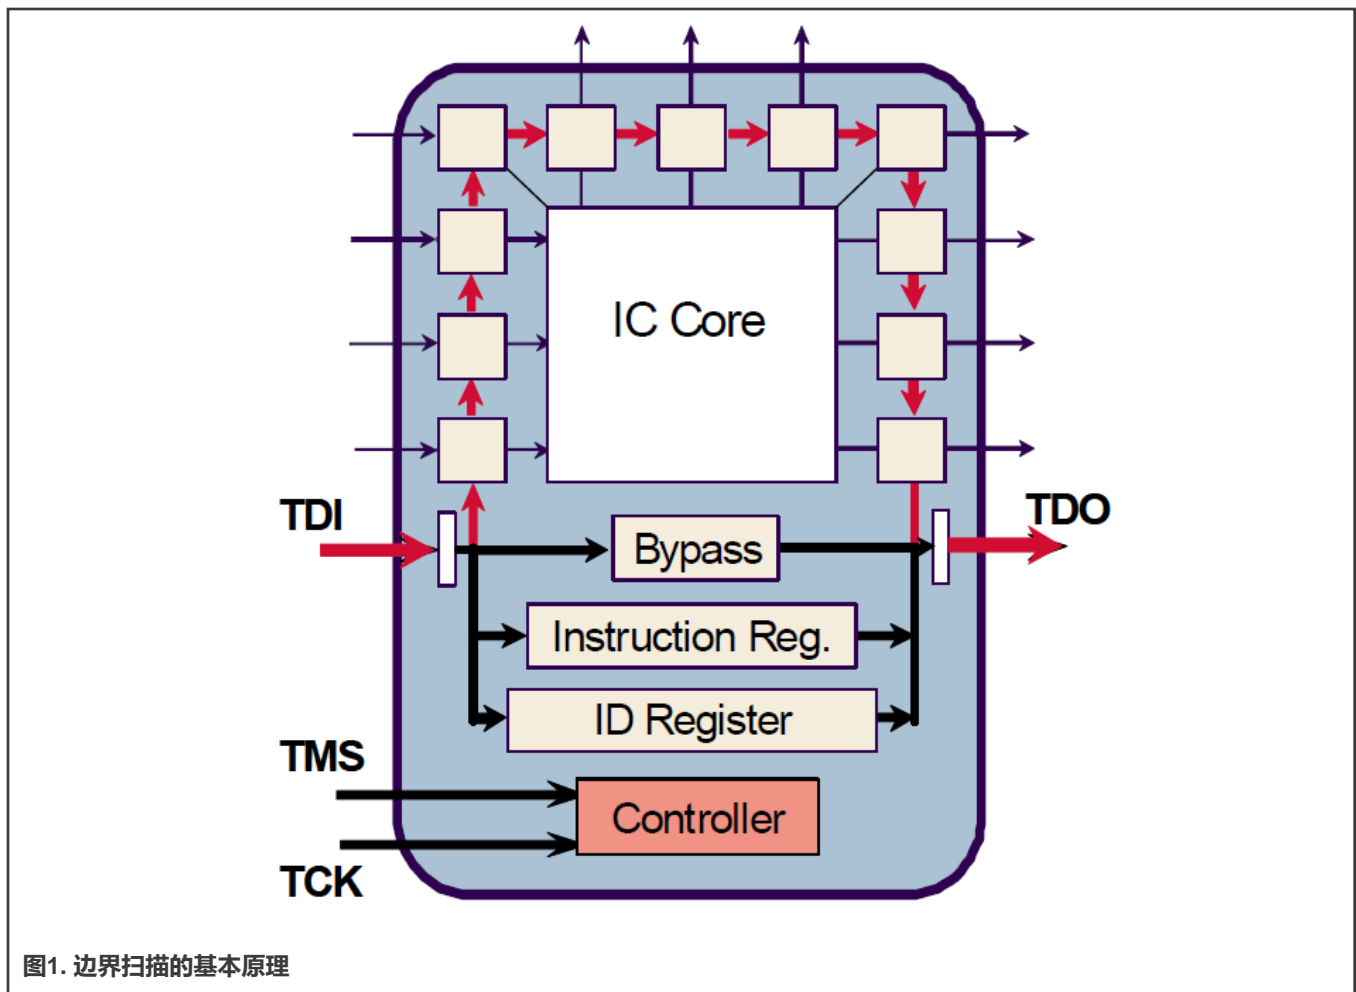 IC Core
TDI
TDO
Bypass
Instruction Reg.
ID Register
TMS
Controller
TCK
图1. 边界扫描的基本原理